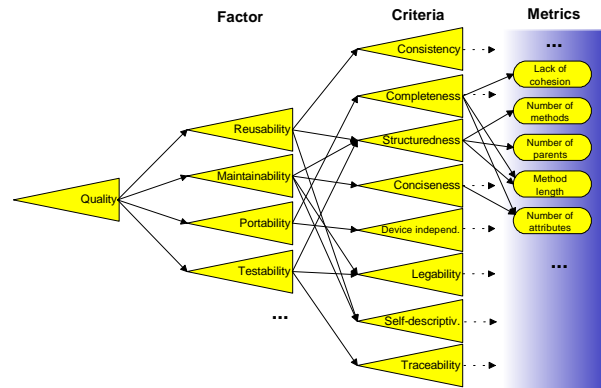 Factor
Criteria
Metrics
Quality
Reusability
Maintainability
Portability
Testability
...
Consistency
Completeness
Structuredness
Conciseness
Device independ.
Legability
Self-descriptiv.
Traceability
...
Lack of
cohesion
Number of
methods
Number of
parents
Method
length
Number of
attributes
...